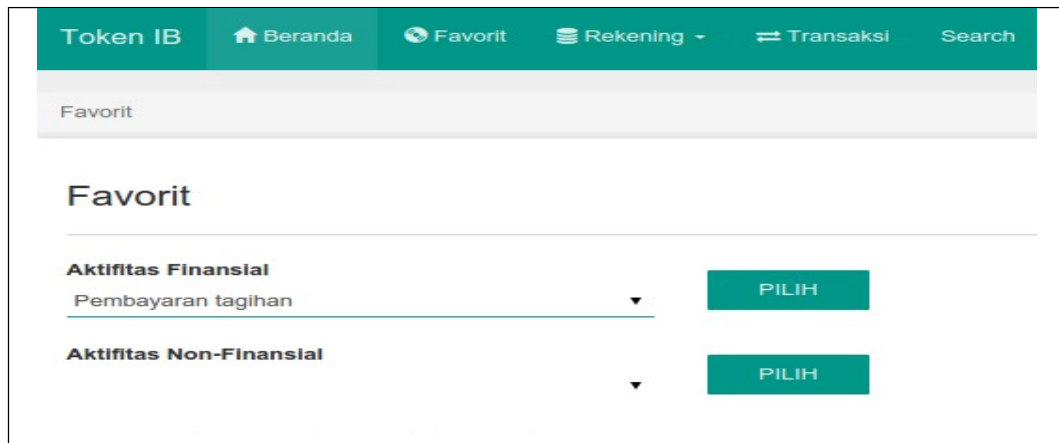 Token IB Beranda Favorit Rekening Transaksi Search
Favorit
Favorit
Aktifitas Finansial
Pembayaran tagihan PILIH
Aktifitas Non-Finansial
PILIH